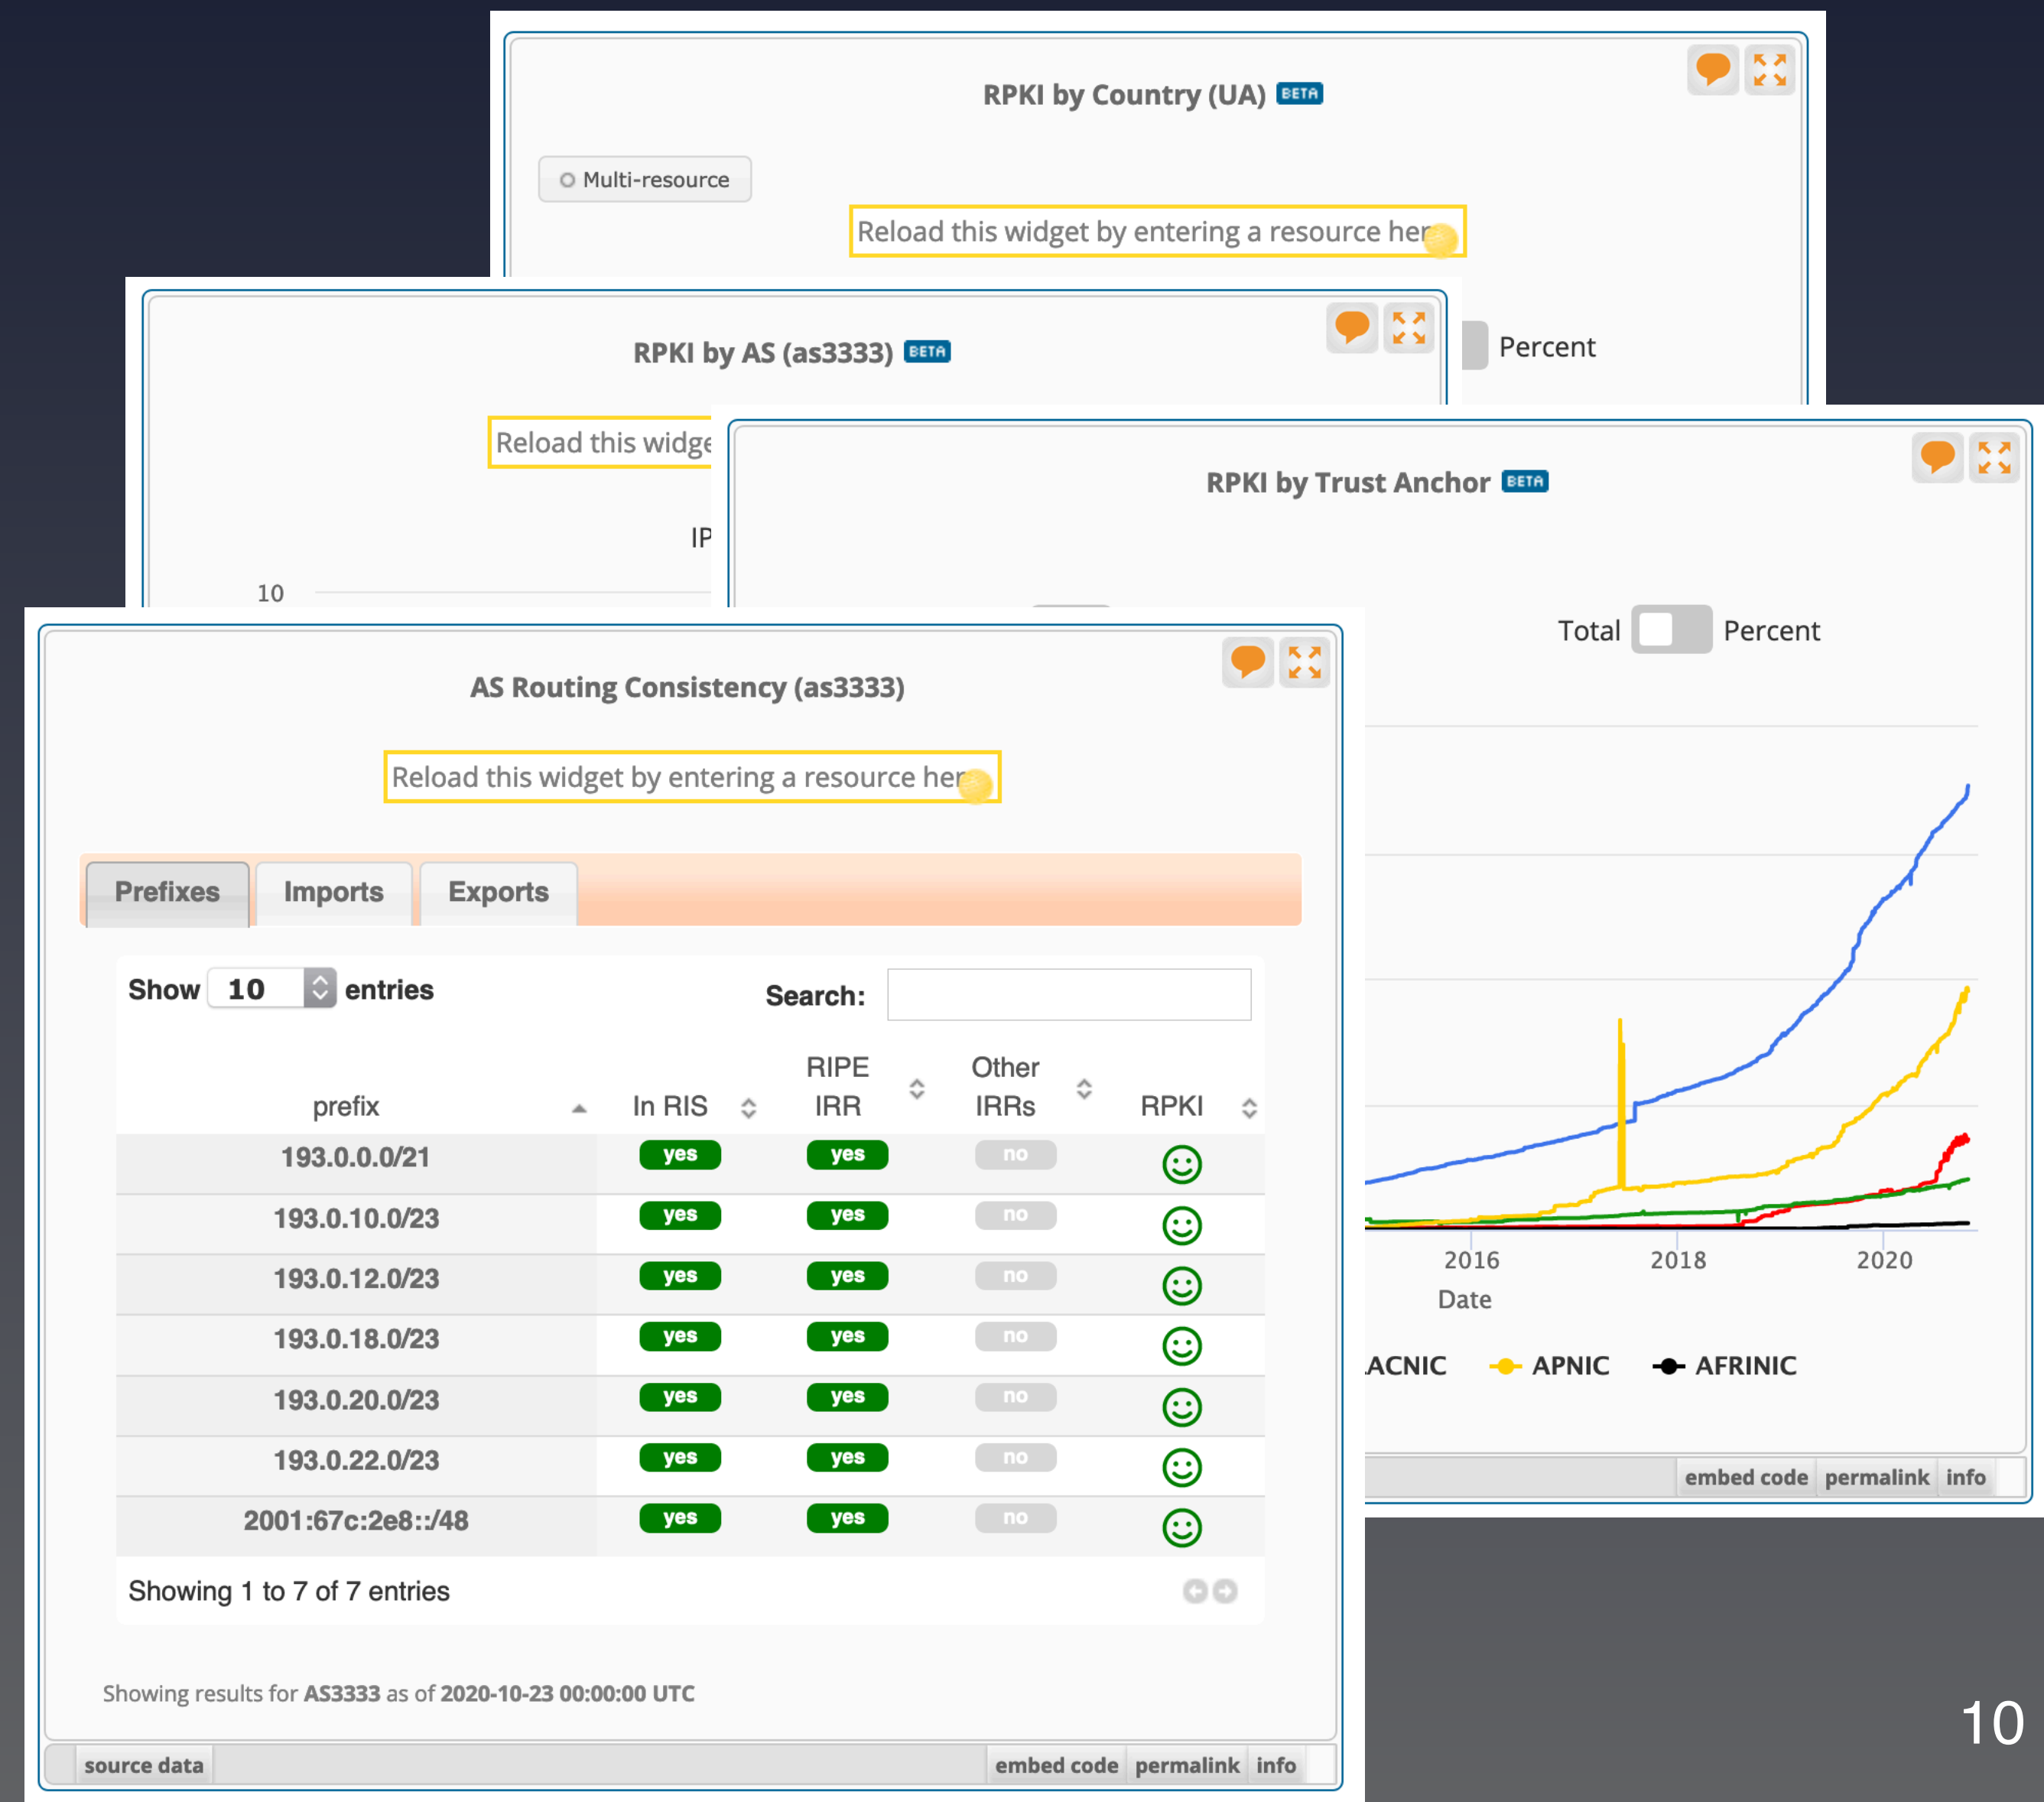 RPKI by Country (UA) BETA
Multi-resource
Reload this widget by entering a resource her
Percent
RPKI by AS (as3333) BETA
Reload this widge
IP
10
RPKI by Trust Anchor BETA
Total Percent
2016 2018 2020
Date
ACNIC APNIC AFRINIC
embed code permalink info
AS Routing Consistency (as3333)
Reload this widget by entering a resource her
Prefixes Imports Exports
Show 10 entries Search:
prefix In RIS RIPE IRR Other IRRs RPKI
193.0.0.0/21 yes yes no
193.0.10.0/23 yes yes no
193.0.12.0/23 yes yes no
193.0.18.0/23 yes yes no
193.0.20.0/23 yes yes no
193.0.22.0/23 yes yes no
2001:67c:2e8::/48 yes yes no
Showing 1 to 7 of 7 entries
Showing results for AS3333 as of 2020-10-23 00:00:00 UTC
source data embed code permalink info
10